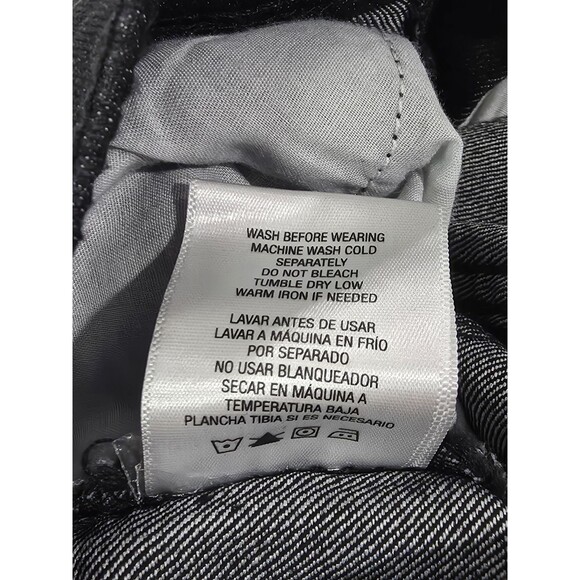 WASH BEFORE WEARING
MACHINE WASH COLD
SEPARATELY
DO NOT BLEACH
TUMBLE DRY LOW
WARM IRON IF NEEDED
LAVAR ANTES DE USAR
LAVAR A MÁQUINA EN FRÍO
POR SEPARADO
NO USAR BLANQUEADOR
SECAR EN MÁQUINA A
TEMPERATURA BAJA
PLANCHA TIBIA SI ES NECESARIO